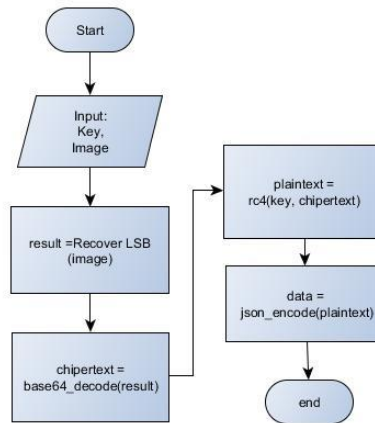 Start
Input:
Key,
Image
result =Recover LSB
(image)
chipertext =
base64_decode(result)
plaintext =
rc4(key, chipertext)
data =
json_encode(plaintext)
end